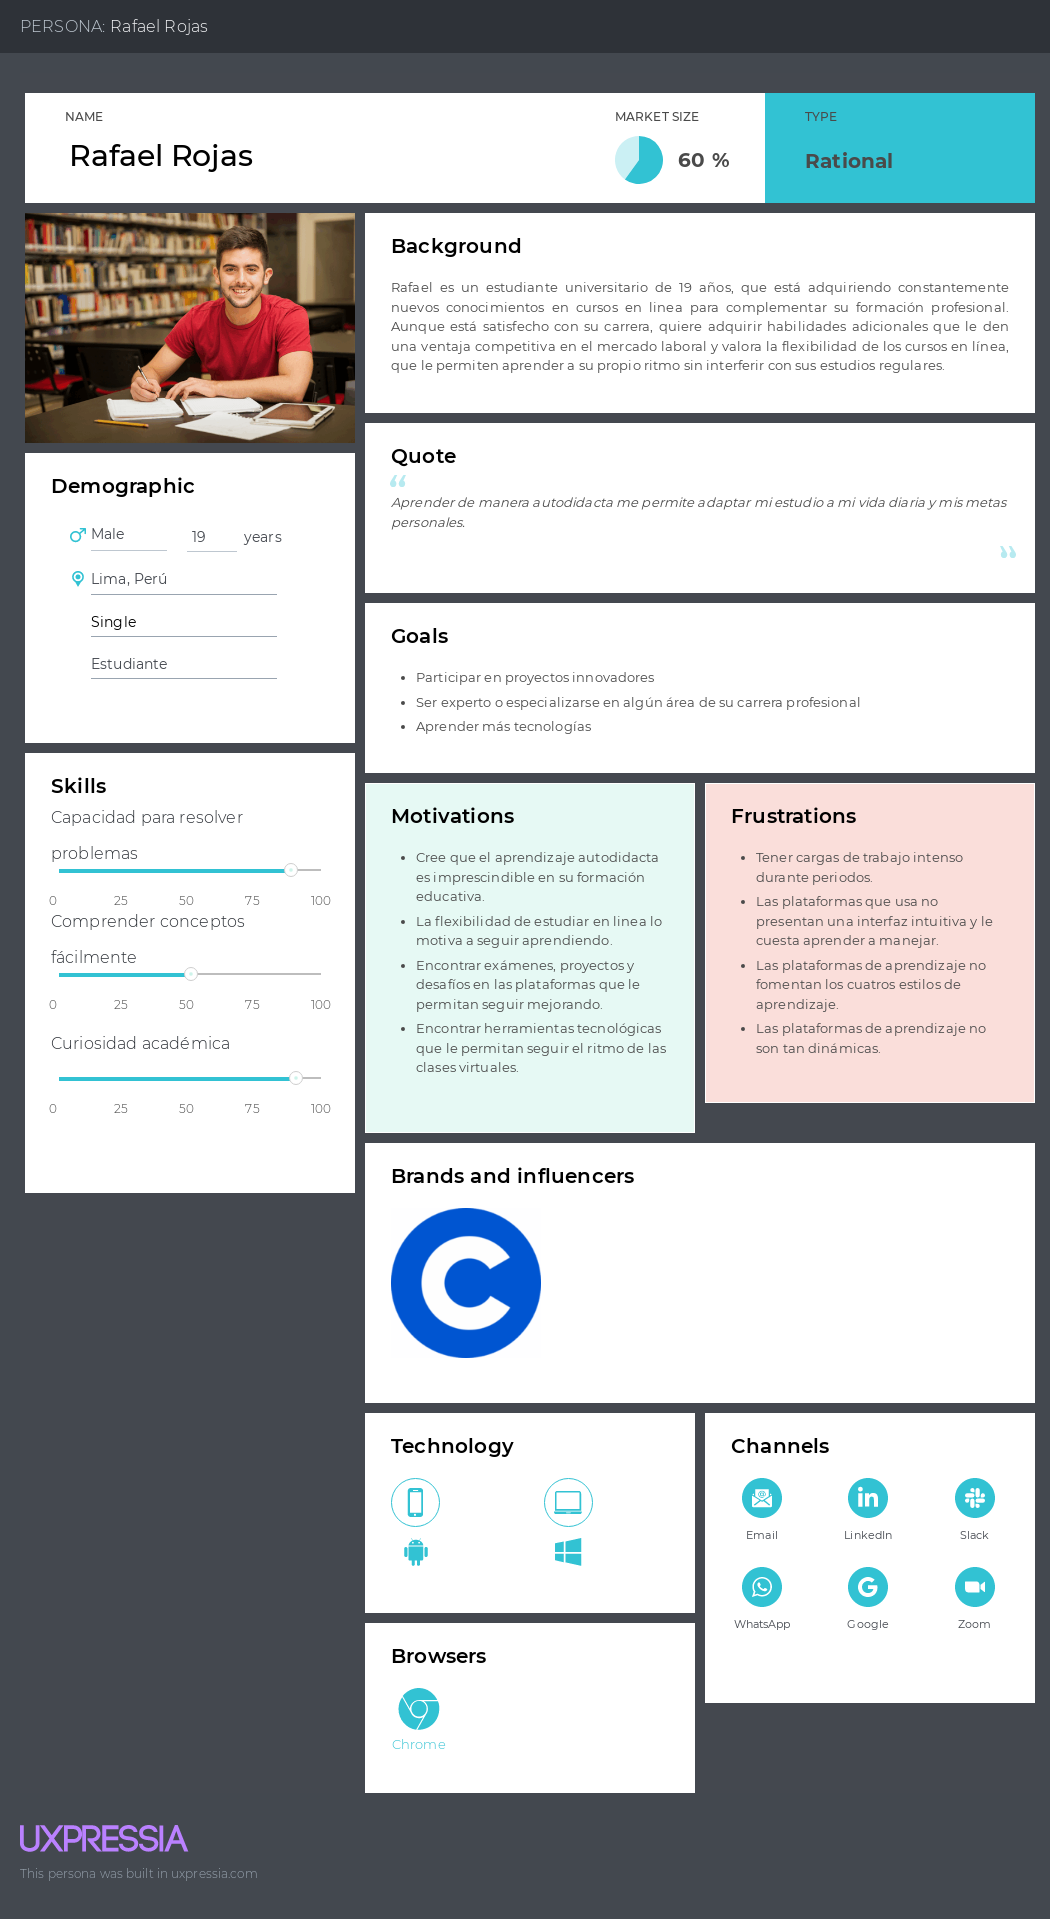 PERSONA: Rafael Rojas
NAME
Rafael Rojas
MARKET SIZE
60 %
TYPE
Rational
Background
Rafael es un estudiante universitario de 19 años, que está adquiriendo constantemente
nuevos conocimientos en cursos en linea para complementar su formación profesional.
Aunque está satisfecho con su carrera, quiere adquirir habilidades adicionales que le den
una ventaja competitiva en el mercado laboral y valora la flexibilidad de los cursos en línea,
que le permiten aprender a su propio ritmo sin interferir con sus estudios regulares.
Quote
“
Aprender de manera autodidacta me permite adaptar mi estudio a mi vida diaria y mis metas
personales.
”
Demographic
Male
19 years
Lima, Perú
Single
Estudiante
Goals
• Participar en proyectos innovadores
• Ser experto o especializarse en algún área de su carrera profesional
• Aprender más tecnologías
Skills
Capacidad para resolver
problemas
0 25 50 75 100
Comprender conceptos
fácilmente
0 25 50 75 100
Curiosidad académica
0 25 50 75 100
Motivations
• Cree que el aprendizaje autodidacta
es imprescindible en su formación
educativa.
• La flexibilidad de estudiar en linea lo
motiva a seguir aprendiendo.
• Encontrar exámenes, proyectos y
desafíos en las plataformas que le
permitan seguir mejorando.
• Encontrar herramientas tecnológicas
que le permitan seguir el ritmo de las
clases virtuales.
Frustrations
• Tener cargas de trabajo intenso
durante periodos.
• Las plataformas que usa no
presentan una interfaz intuitiva y le
cuesta aprender a manejar.
• Las plataformas de aprendizaje no
fomentan los cuatros estilos de
aprendizaje.
• Las plataformas de aprendizaje no
son tan dinámicas.
Brands and influencers
C
Technology
Channels
Email
LinkedIn
Slack
WhatsApp
Google
Zoom
Browsers
Chrome
UXPRESSIA
This persona was built in uxpressia.com